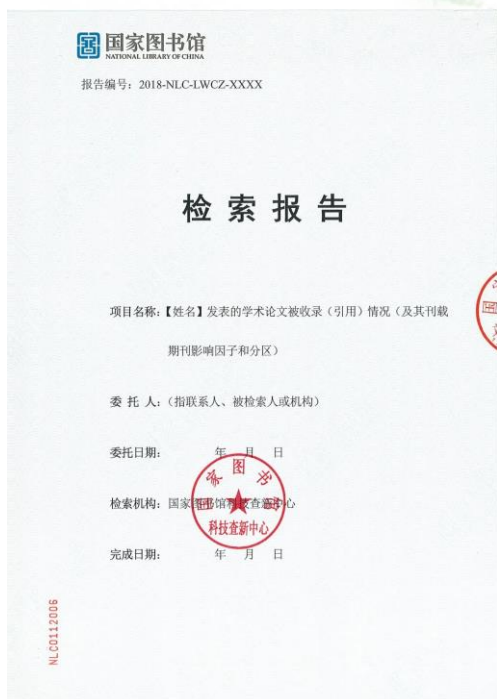 国家图书馆
NATIONAL LIBRARY OF CHINA
报告编号：2018-NLC-LWCZ-XXXX
检索报告
项目名称：【姓名】发表的学术论文被收录（引用）情况（及其刊载
期刊影响因子和分区）
委 托 人：（指联系人、被检索人或机构）
委托日期： 年 月 日
检索机构：国家图书馆科技查新中心
完成日期： 年 月 日
国家图书馆
科技查新中心
NLC0112006